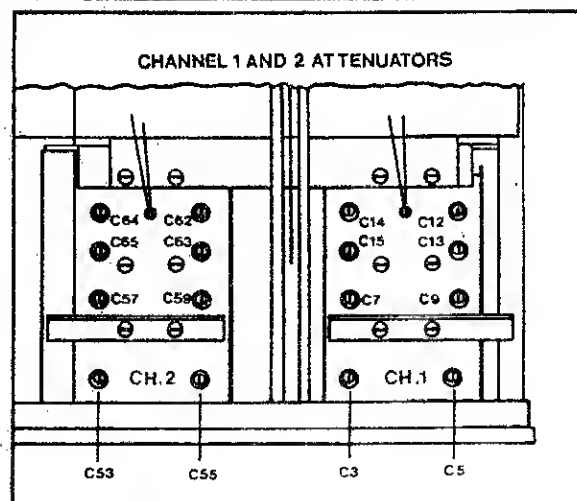 CHANNEL 1 AND 2 ATTENUATORS
C64 C62 C14 C12
C65 C63 C15 C13
C57 C59 C7 C9
CH.2 CH.1
C53 C55 C3 C5